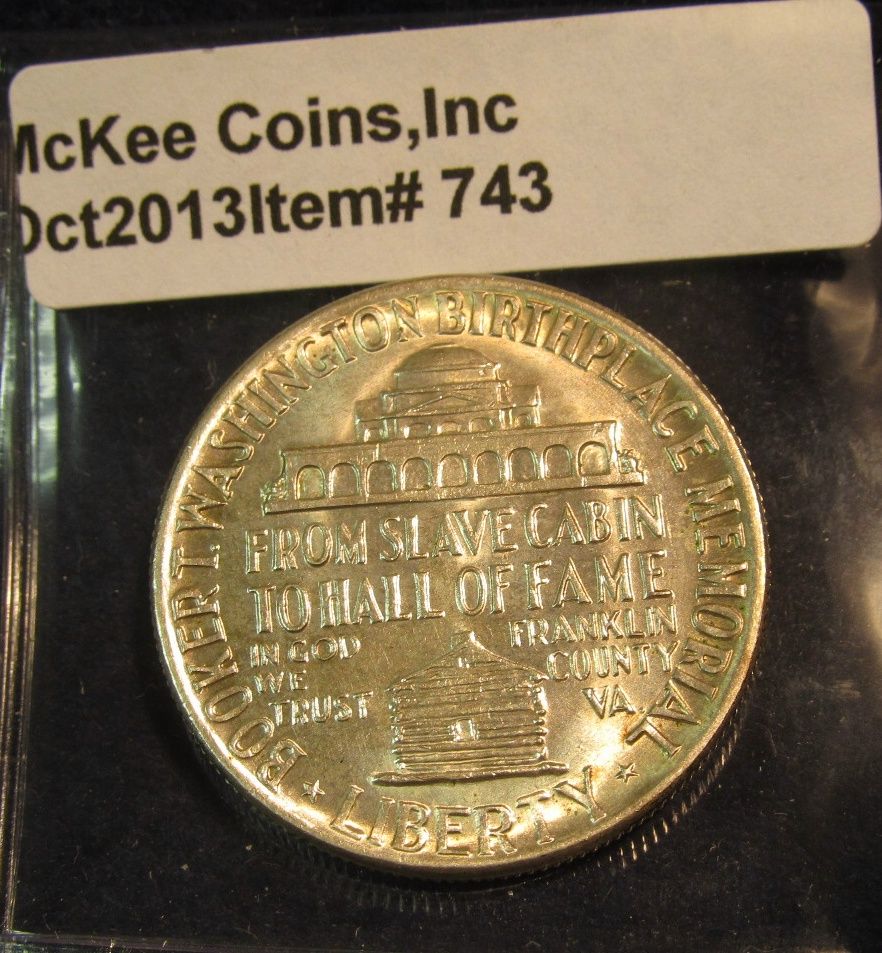 McKee Coins,Inc
Oct2013Item# 743
BOOKER T. WASHINGTON BIRTHPLACE MEMORIAL
FROM SLAVE CABIN
TO HALL OF FAME
IN GOD
WE
TRUST
FRANKLIN
COUNTY
VA.
LIBERTY